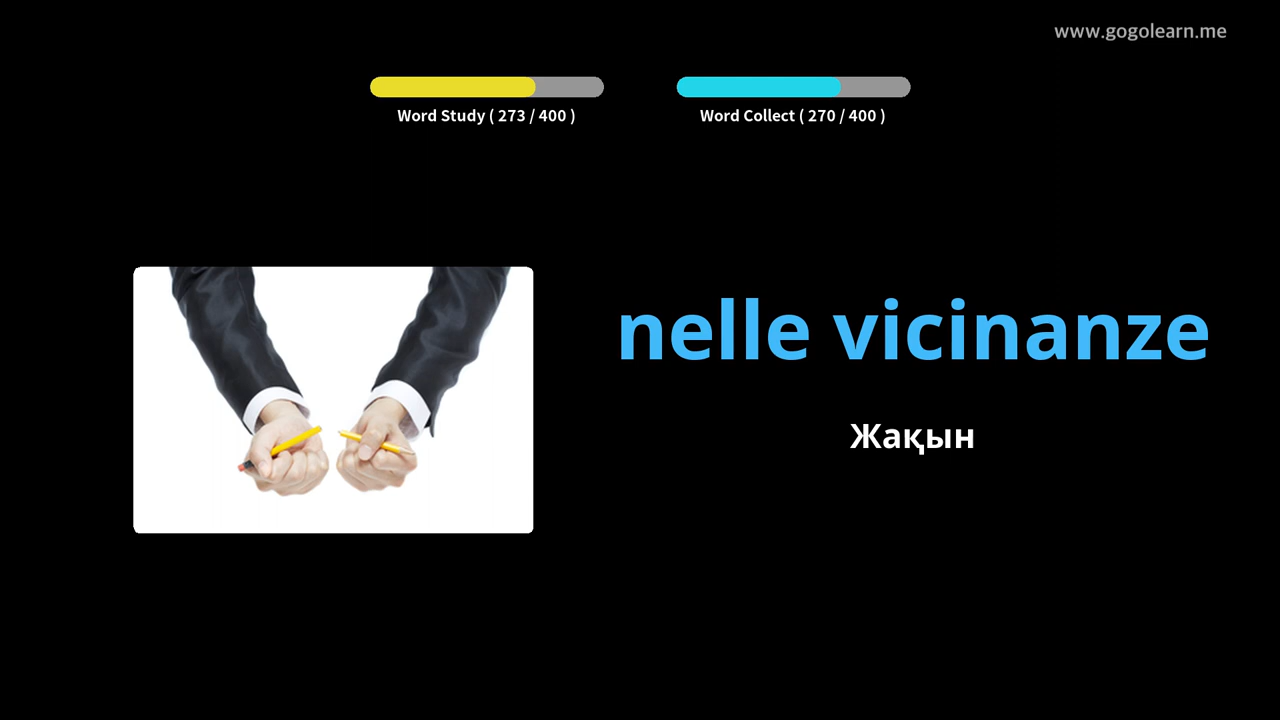 www.gogolearn.me
Word Study ( 273 / 400 )
Word Collect ( 270 / 400 )
nelle vicinanze
Жақын